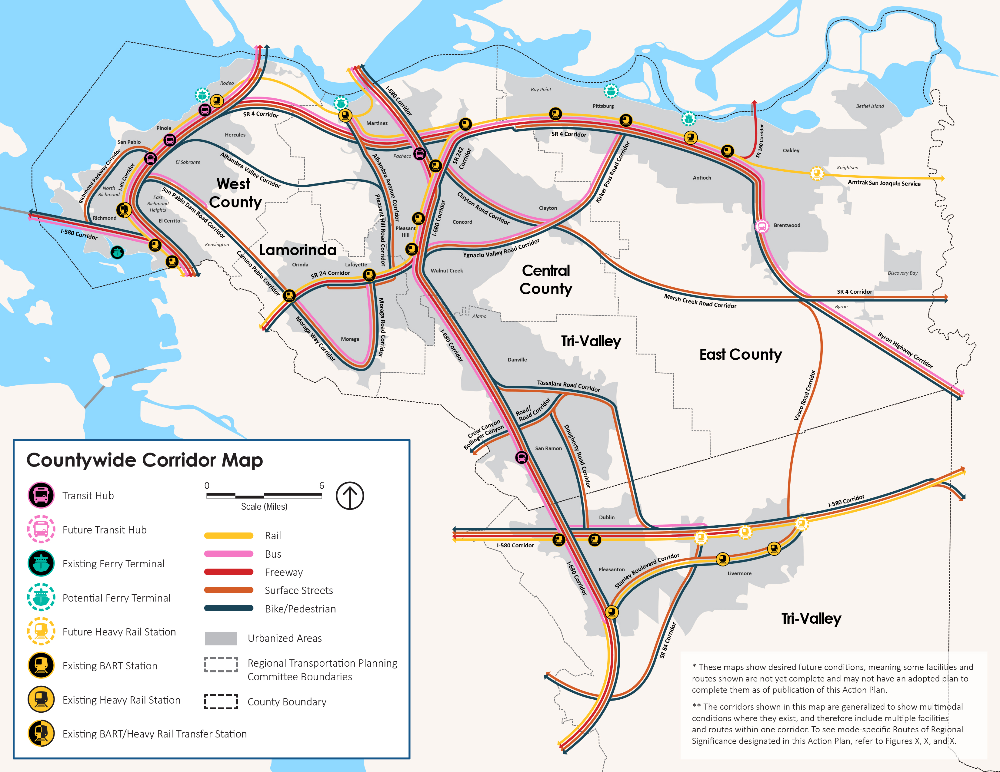 Rodeo
Bay Point
Pittsburg
Bethel Island
I-680 Corridor
SR 4 Corridor
Martinez
Hercules
Pinole
San Pablo
SR 4 Corridor
SR 160 Corridor
Oakley
Knightsen
Amtrak San Joaquin Service
Antioch
Richmond Parkway Corridor
I-80 Corridor
El Sobrante
Alhambra Valley Corridor
Pacheco
SR 242
Corridor
Alhambra Avenue Corridor
Kirker Pass Road Corridor
West
County
North
Richmond
East
Richmond
Heights
San Pablo Dam Road Corridor
Pleasant Hill Road Corridor
Clayton Road Corridor
Clayton
Richmond
El Cerrito
I-580 Corridor
Kensington
Pleasant
Hill
I-680 Corridor
Concord
Brentwood
Lamorinda
Camino Pablo Corridor
Orinda
Lafayette
SR 24 Corridor
Ygnacio Valley Road Corridor
Walnut Creek
Central
County
Discovery Bay
SR 4 Corridor
Marsh Creek Road Corridor
Byron
Alamo
Moraga Way Corridor
Moraga
Moraga Road Corridor
I-680 Corridor
Tri-Valley
East County
Byron Highway Corridor
Danville
Tassajara Road Corridor
Vasco Road Corridor
Crow Canyon Road/
Bollinger Canyon Road Corridor
San Ramon
Dougherty Road Corridor
I-580 Corridor
Dublin
I-580 Corridor
I-680 Corridor
Pleasanton
Stanley Boulevard Corridor
Livermore
Tri-Valley
SR 84 Corridor
Countywide Corridor Map
Transit Hub
Future Transit Hub
Existing Ferry Terminal
Potential Ferry Terminal
Future Heavy Rail Station
Existing BART Station
Existing Heavy Rail Station
Existing BART/Heavy Rail Transfer Station
0 6
Scale (Miles)
Rail
Bus
Freeway
Surface Streets
Bike/Pedestrian
Urbanized Areas
Regional Transportation Planning
Committee Boundaries
County Boundary
* These maps show desired future conditions, meaning some facilities and
routes shown are not yet complete and may not have an adopted plan to
complete them as of publication of this Action Plan.
** The corridors shown in this map are generalized to show multimodal
conditions where they exist, and therefore include multiple facilities
and routes within one corridor. To see mode-specific Routes of Regional
Significance designated in this Action Plan, refer to Figures X, X, and X.